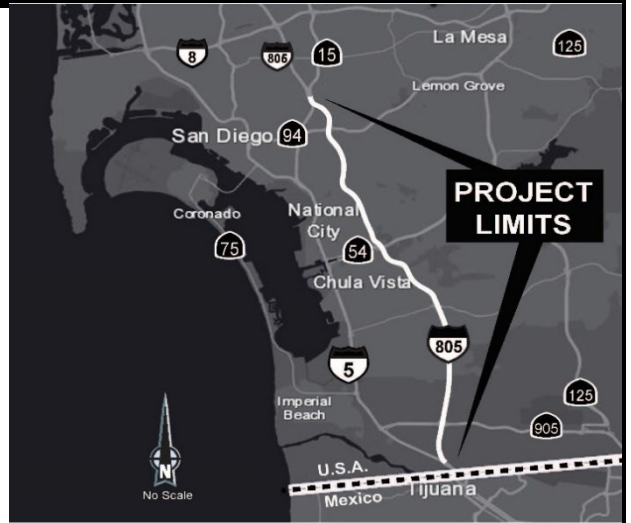 La Mesa
125
8
805
15
Lemon Grove
San Diego
94
PROJECT
LIMITS
Coronado
National
City
75
54
Chula Vista
805
5
125
Imperial
Beach
905
N
No Scale
U.S.A.
Mexico
Tijuana